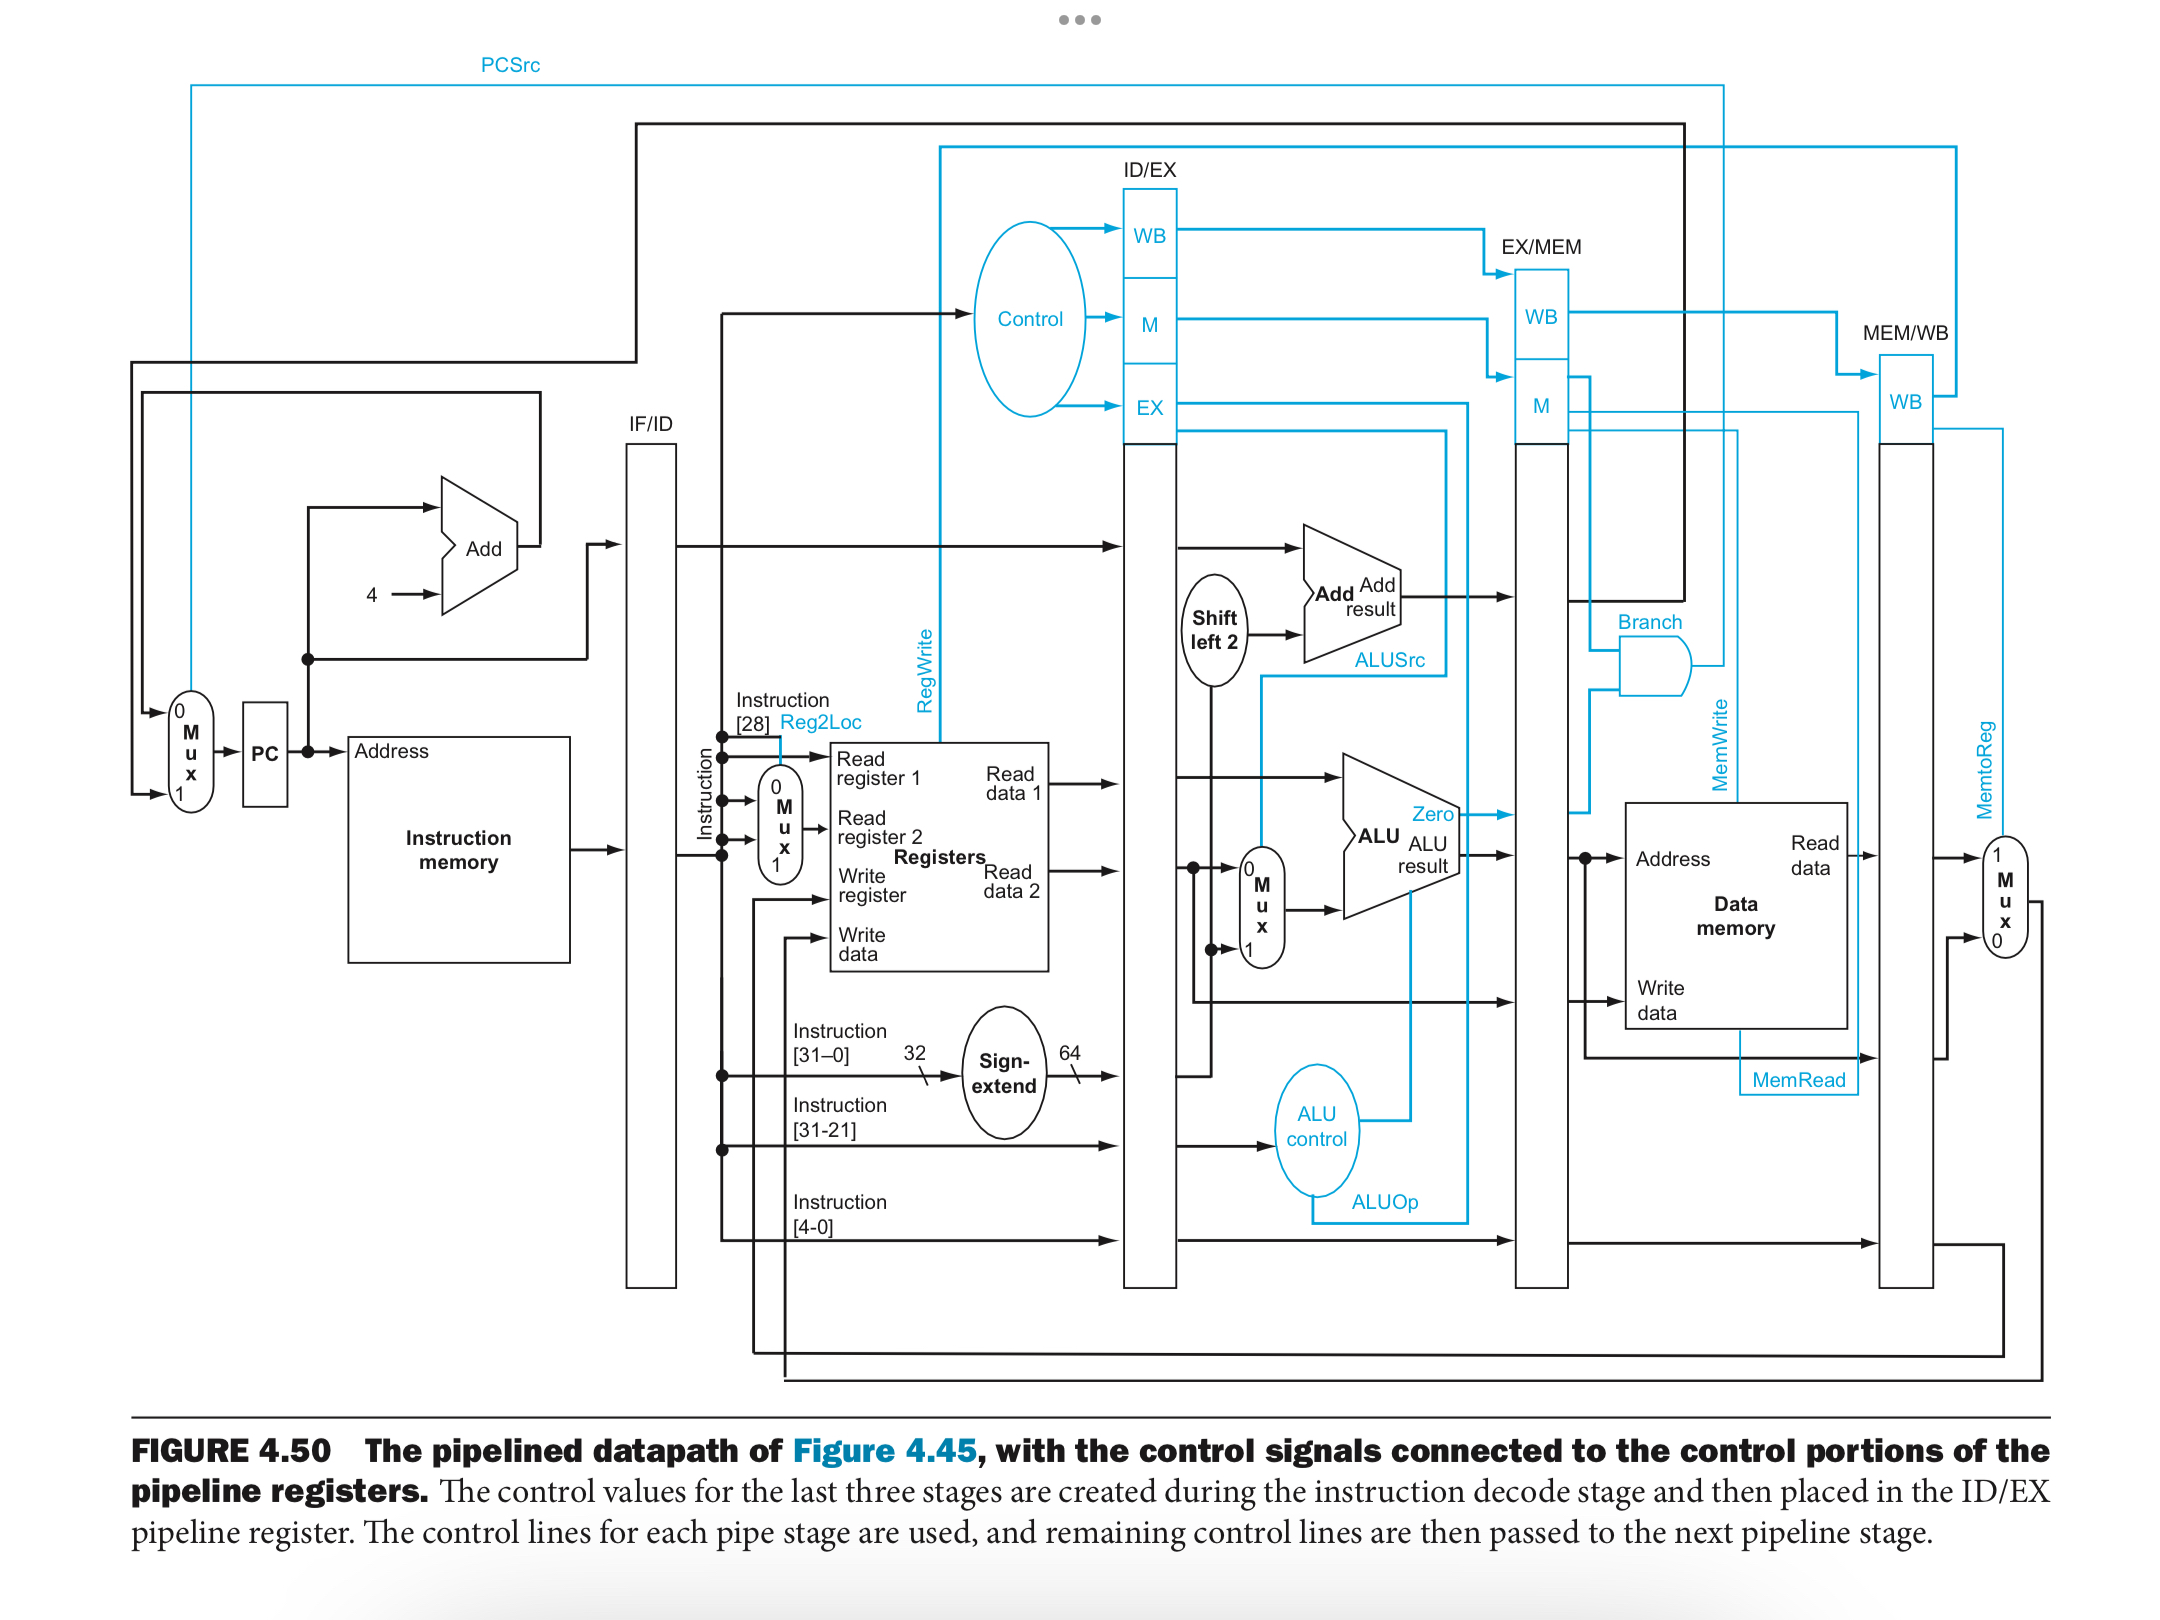 PCSrc
ID/EX
WB
EX/MEM
Control
M
WB
MEM/WB
EX
M
WB
IF/ID
Add
4
Add
Add
result
Shift
left 2
Branch
ALUSrc
RegWrite
MemWrite
MemtoReg
Instruction
[28]
Reg2Loc
0
M
u
x
1
PC
Address
Instruction
memory
Instruction
0
M
u
x
1
Read
register 1
Read
register 2
Registers
Write
register
Write
data
Read
data 1
Read
data 2
0
M
u
x
1
Zero
ALU
ALU
result
Address
Read
data
Data
memory
Write
data
1
M
u
x
0
Instruction
[31–0]
32
Sign-
extend
64
MemRead
Instruction
[31-21]
ALU
control
Instruction
[4-0]
ALUOp
FIGURE 4.50 The pipelined datapath of Figure 4.45, with the control signals connected to the control portions of the
pipeline registers. The control values for the last three stages are created during the instruction decode stage and then placed in the ID/EX
pipeline register. The control lines for each pipe stage are used, and remaining control lines are then passed to the next pipeline stage.